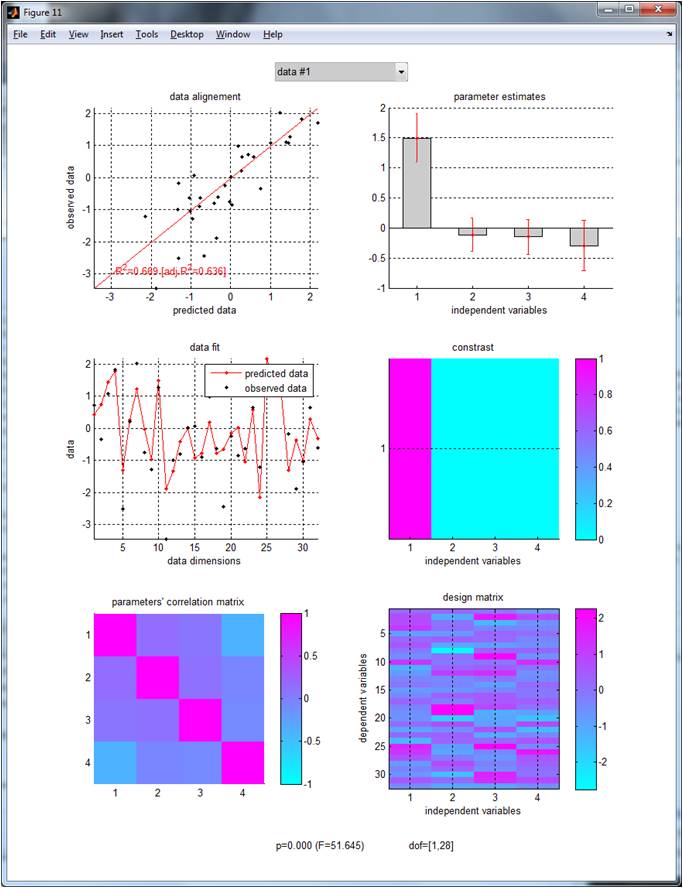 Figure 11
File Edit View Insert Tools Desktop Window Help
data #1
data alignement
2
1
0
-1
-2
-3
observed data
R²=0.689 [adj.R²=0.636]
-3 -2 -1 0 1 2
predicted data
parameter estimates
2
1.5
1
0.5
0
-0.5
-1
1 2 3 4
independent variables
data fit
2
1
0
-1
-2
-3
data
predicted data
observed data
5 10 15 20 25 30
data dimensions
constrast
1
1 2 3 4
independent variables
1
0.8
0.6
0.4
0.2
0
parameters' correlation matrix
1
2
3
4
1 2 3 4
1
0.5
0
-0.5
-1
design matrix
5
10
15
20
25
30
dependent variables
1 2 3 4
independent variables
2
1
0
-1
-2
p=0.000 (F=51.645) dof=[1,28]